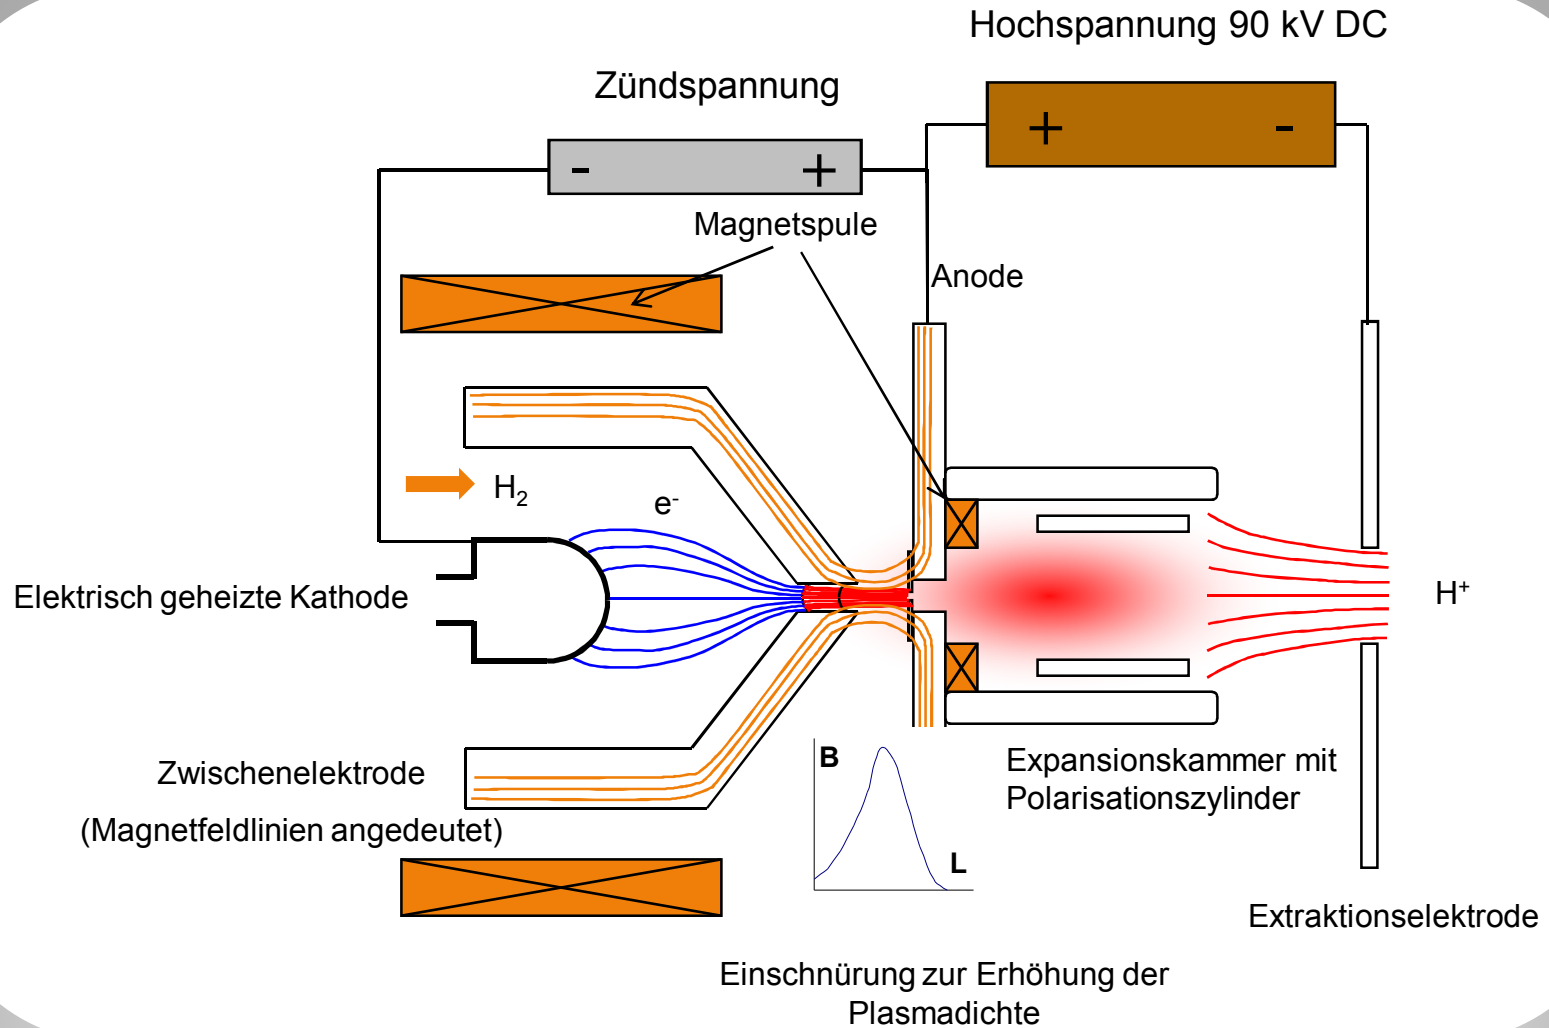 Hochspannung 90 kV DC
Zündspannung
+ -
- +
Magnetspule
Anode
H₂
e⁻
Elektrisch geheizte Kathode
H⁺
Zwischenelektrode
(Magnetfeldlinien angedeutet)
B
L
Expansionskammer mit
Polarisationszylinder
Extraktionselektrode
Einschnürung zur Erhöhung der
Plasmadichte